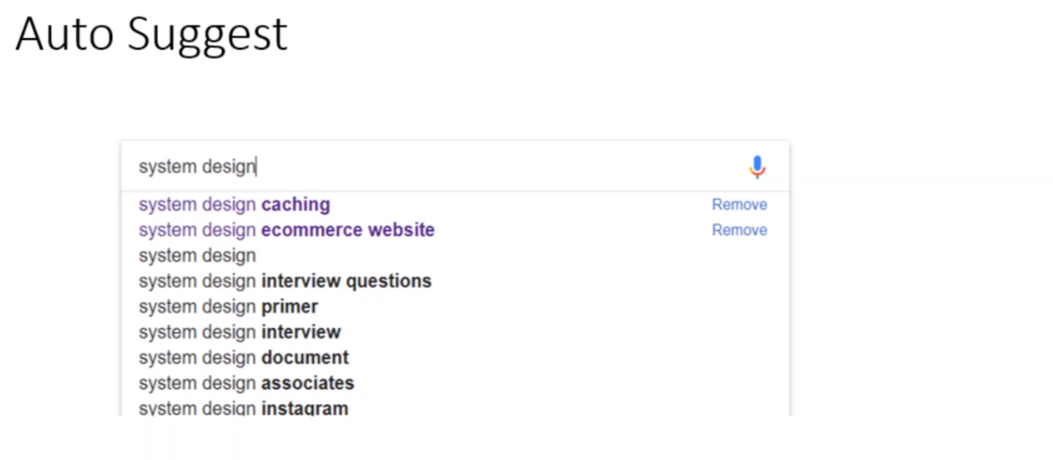 Auto Suggest
system design
system design caching Remove
system design ecommerce website Remove
system design
system design interview questions
system design primer
system design interview
system design document
system design associates
system design instagram